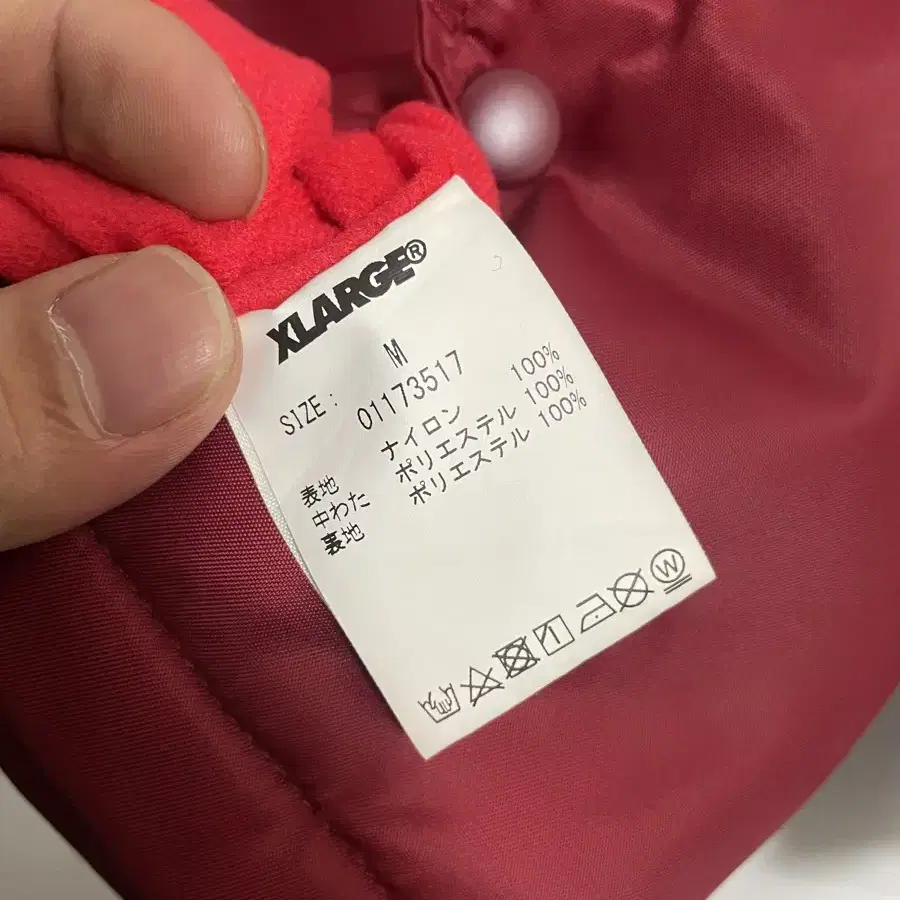 XLARGE®
SIZE: M
01173517
表地 ナイロン 100%
中わた ポリエステル 100%
裏地 ポリエステル 100%
W